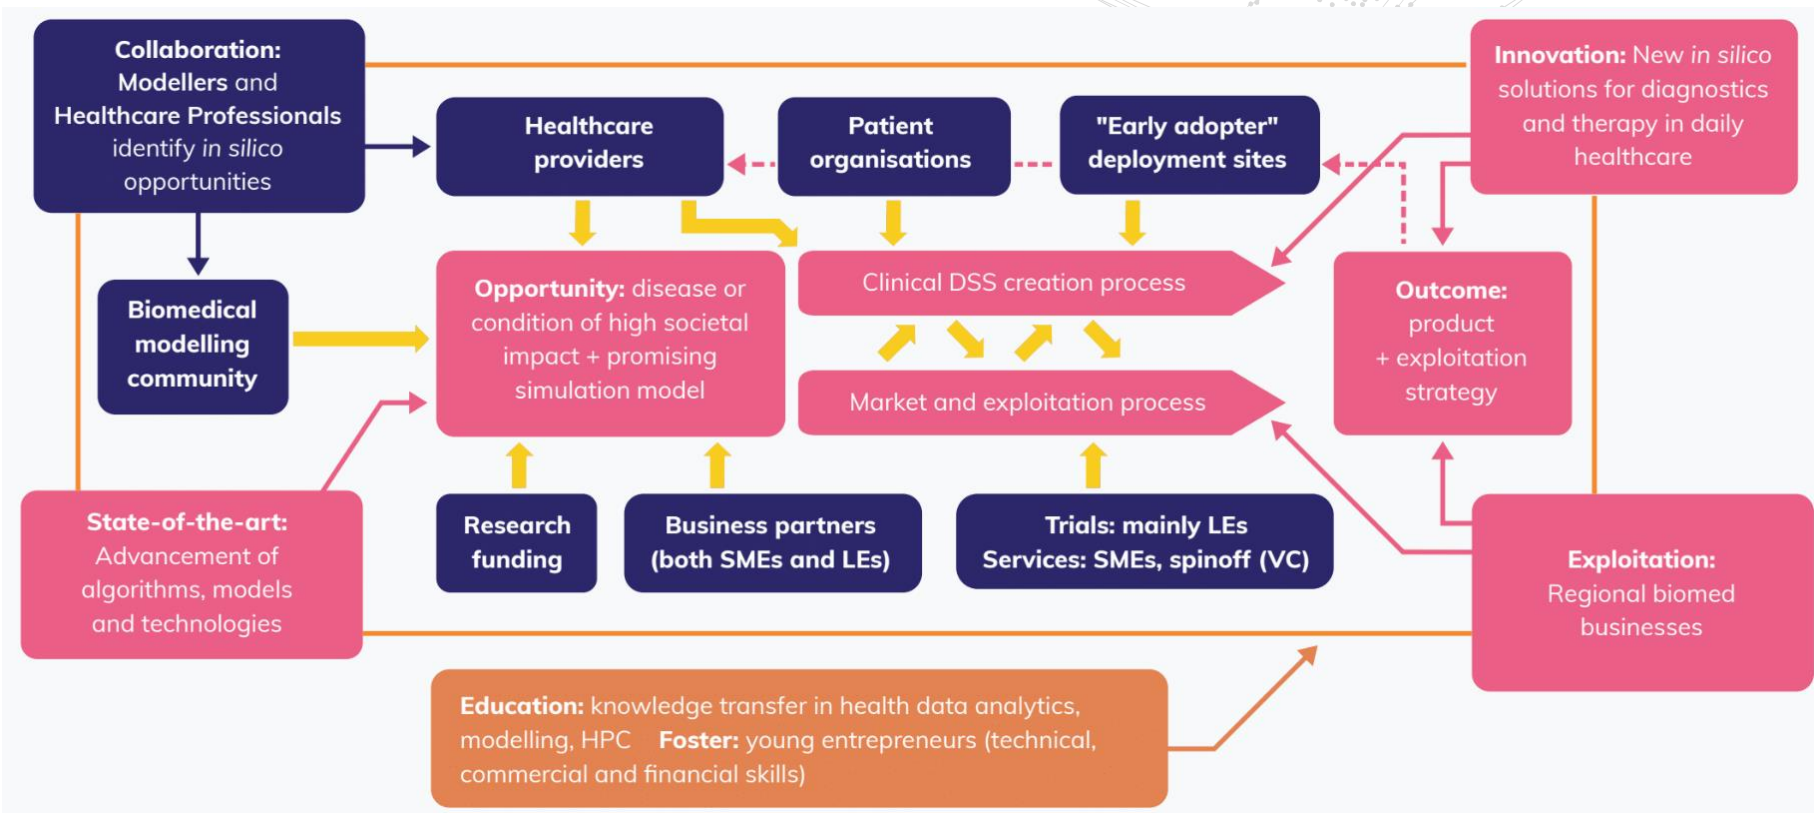 Collaboration:
Modellers and
Healthcare Professionals
identify in silico
opportunities
Healthcare
providers
Patient
organisations
"Early adopter"
deployment sites
Innovation: New in silico
solutions for diagnostics
and therapy in daily
healthcare
Biomedical
modelling
community
Opportunity: disease or
condition of high societal
impact + promising
simulation model
Clinical DSS creation process
Market and exploitation process
Outcome:
product
+ exploitation
strategy
State-of-the-art:
Advancement of
algorithms, models
and technologies
Research
funding
Business partners
(both SMEs and LEs)
Trials: mainly LEs
Services: SMEs, spinoff (VC)
Exploitation:
Regional biomed
businesses
Education: knowledge transfer in health data analytics,
modelling, HPC Foster: young entrepreneurs (technical,
commercial and financial skills)